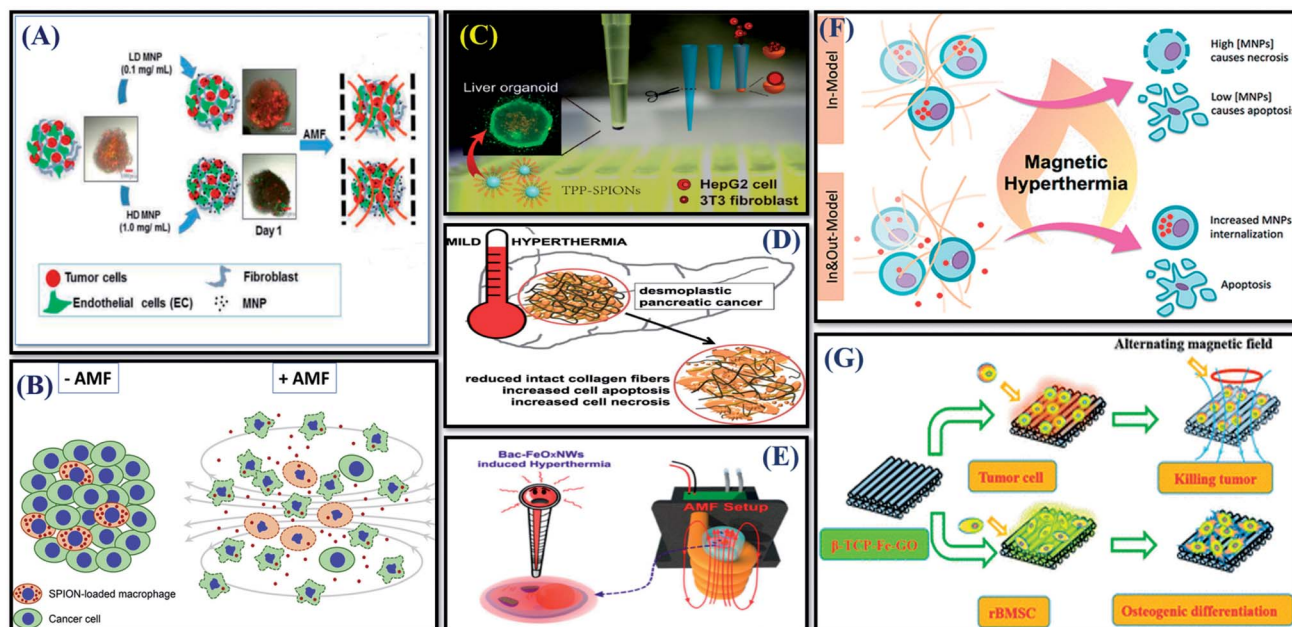 (A)
LD MNP
(0.1 mg/ mL)
HD MNP
(1.0 mg/ mL)
Day 1
AMF
Tumor cells
Fibroblast
Endothelial cells (EC)
MNP
(B)
- AMF
+ AMF
SPION-loaded macrophage
Cancer cell
(C)
Liver organoid
TPP-SPIONs
HepG2 cell
3T3 fibroblast
(D)
MILD HYPERTHERMIA
desmoplastic
pancreatic cancer
reduced intact collagen fibers
increased cell apoptosis
increased cell necrosis
(E)
Bac-FeOxNWs
induced Hyperthermia
AMF Setup
(F)
In-Model
High [MNPs]
causes necrosis
Low [MNPs]
causes apoptosis
Magnetic
Hyperthermia
In&Out-Model
Increased MNPs
internalization
Apoptosis
(G)
Alternating magnetic field
Tumor cell
Killing tumor
β-TCP-Fe-GO
rBMSC
Osteogenic differentiation